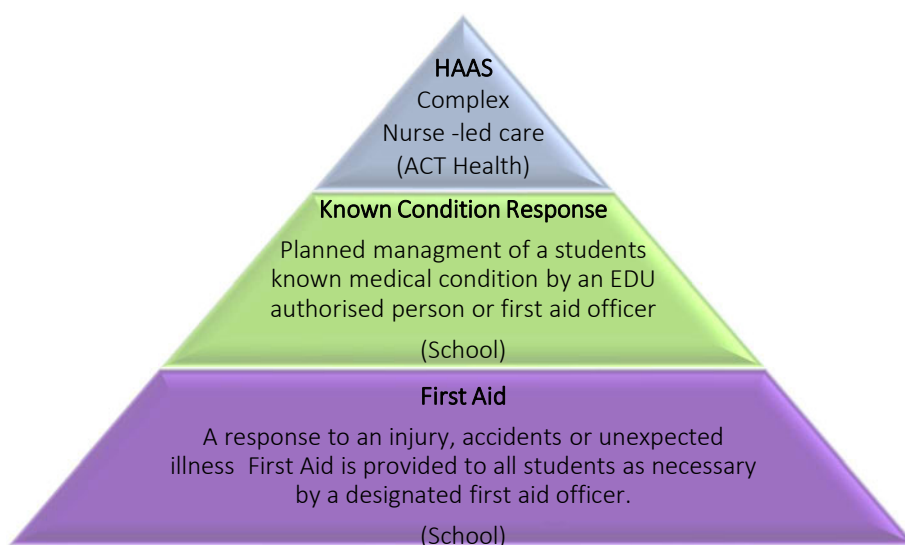 HAAS
Complex
Nurse -led care
(ACT Health)
Known Condition Response
Planned managment of a students
known medical condition by an EDU
authorised person or first aid officer
(School)
First Aid
A response to an injury, accidents or unexpected
illness  First Aid is provided to all students as necessary
by a designated first aid officer.
(School)